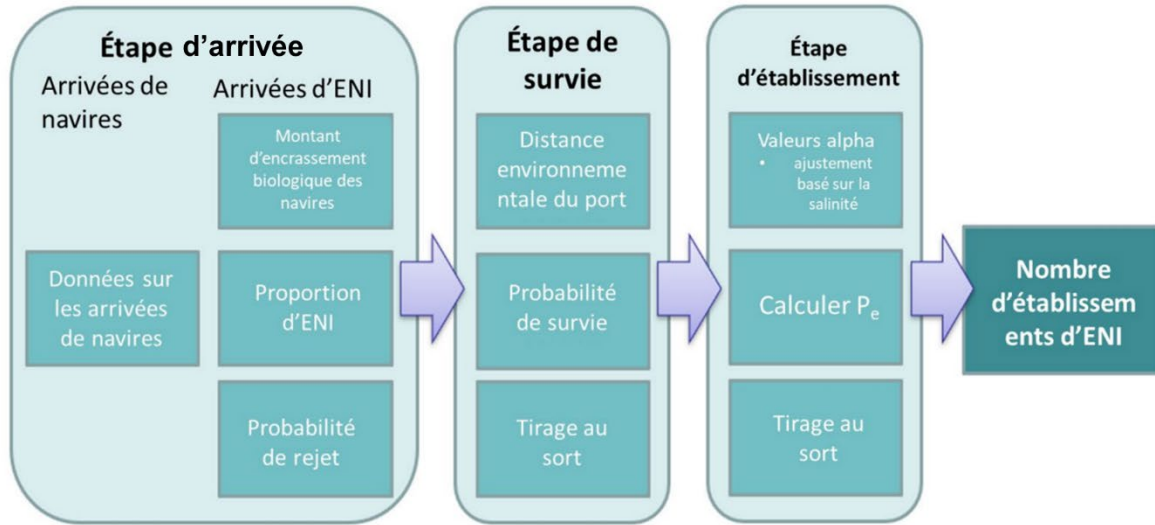 Étape d'arrivée
Arrivées de
navires
Arrivées d'ENI
Données sur
les arrivées
de navires
Montant
d'encrassement
biologique des
navires
Proportion
d'ENI
Probabilité
de rejet
Étape de
survie
Distance
environneme
ntale du port
Probabilité
de survie
Tirage au
sort
Étape
d'établissement
Valeurs alpha
• ajustement
basé sur la
salinité
Calculer Pe
Tirage au
sort
Nombre
d'établissem
ents d'ENI